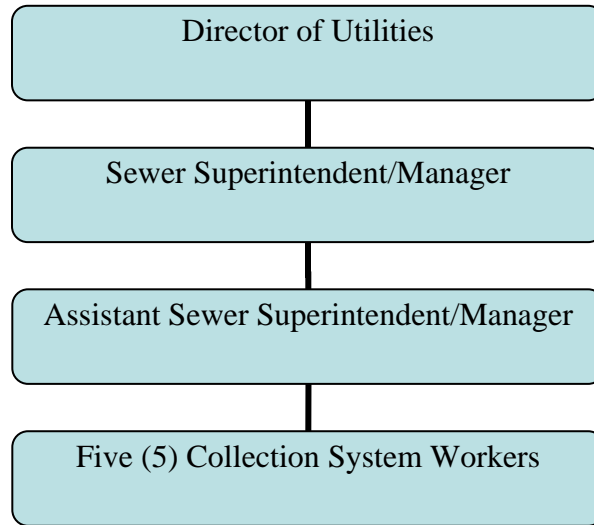 Director of Utilities
Sewer Superintendent/Manager
Assistant Sewer Superintendent/Manager
Five (5) Collection System Workers